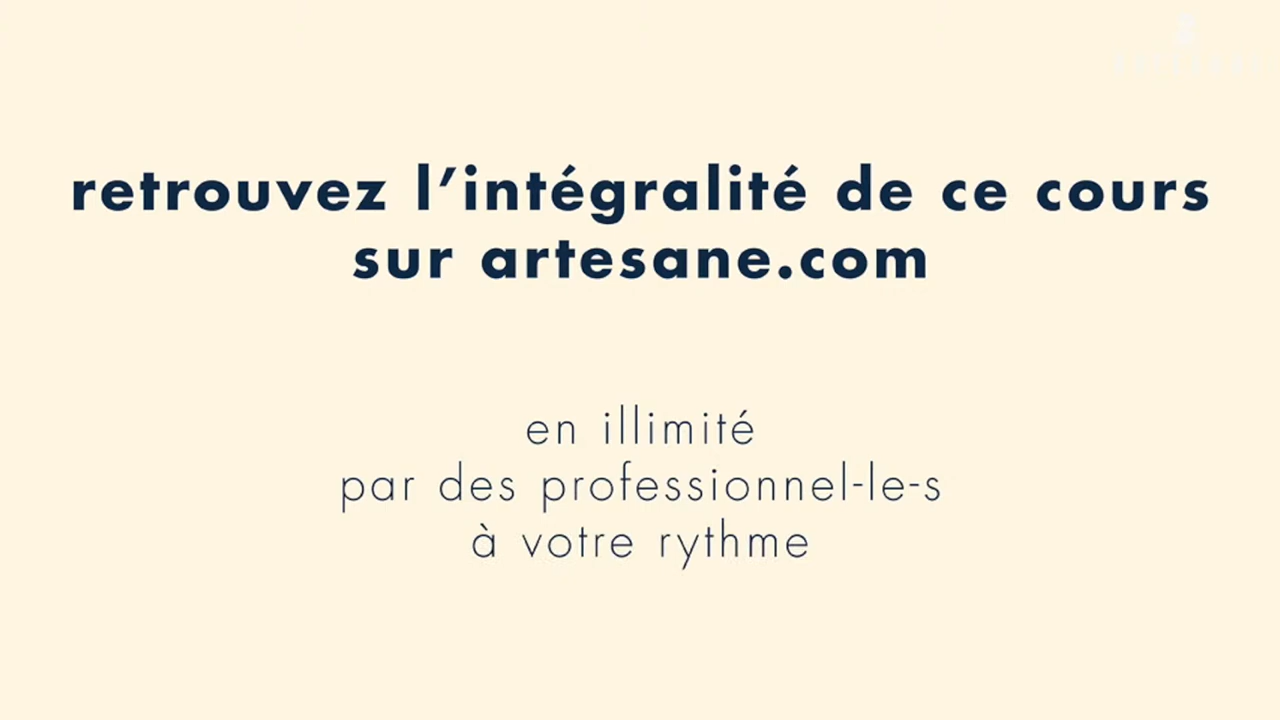 retrouvez l’intégralité de ce cours
sur artesane.com
en illimité
par des professionnel-le-s
à votre rythme